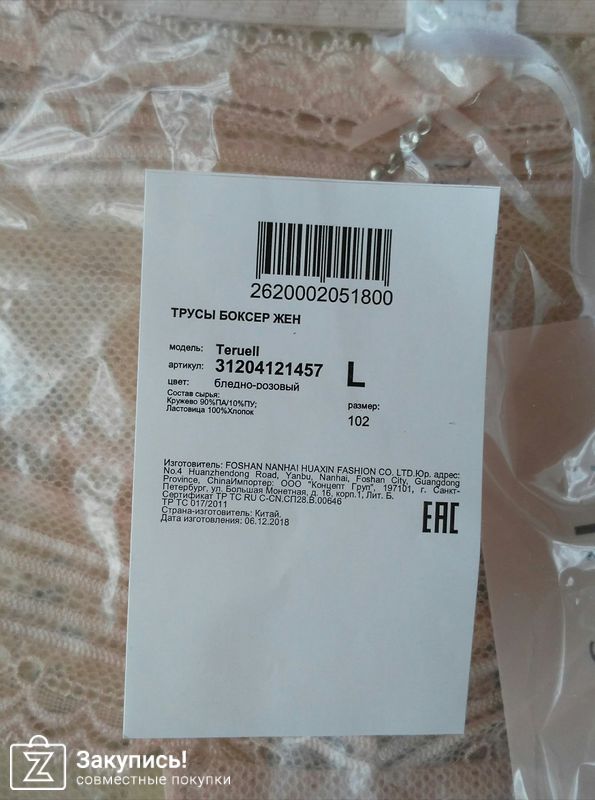 2620002051800
ТРУСЫ БОКСЕР ЖЕН
модель: Teruell
артикул: 31204121457 L
цвет: бледно-розовый
Состав сырья:
Кружево 90%ПА/10%ПУ;
Ластовица 100%Хлопок
размер:
102
Изготовитель: FOSHAN NANHAI HUAXIN FASHION CO. LTD.Юр. адрес:
No.4 Huanzhendong Road, Yanbu, Nanhai, Foshan City, Guangdong
Province, ChinaИмпортер: ООО "Концепт Груп", 197101, г. Санкт-
Петербург, ул. Большая Монетная, д. 16, корп.1, Лит. Б.
Сертификат ТР ТС RU C-CN.СП28.В.00646
ТР ТС 017/2011
Страна-изготовитель: Китай.
Дата изготовления: 06.12.2018
EAC
Закупись!
совместные покупки